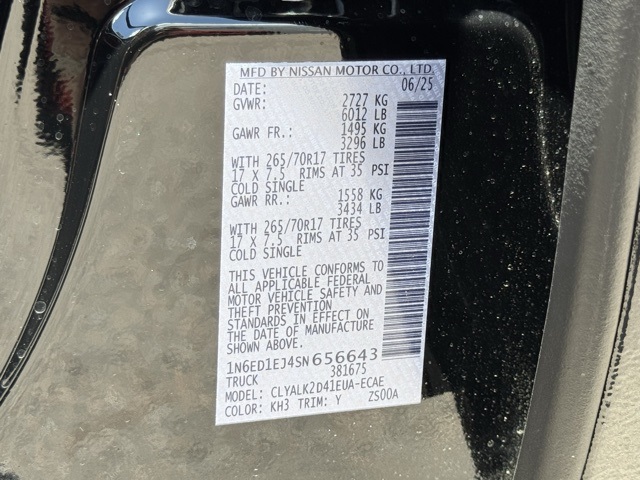 MFD BY NISSAN MOTOR CO., LTD.
DATE: 06/25
GVWR: 2727 KG
6012 LB
GAWR FR.: 1495 KG
3296 LB
WITH 265/70R17 TIRES
17 X 7.5 RIMS AT 35 PSI
COLD SINGLE
GAWR RR.: 1558 KG
3434 LB
WITH 265/70R17 TIRES
17 X 7.5 RIMS AT 35 PSI
COLD SINGLE
THIS VEHICLE CONFORMS TO
ALL APPLICABLE FEDERAL
MOTOR VEHICLE SAFETY AND
THEFT PREVENTION
STANDARDS IN EFFECT ON
THE DATE OF MANUFACTURE
SHOWN ABOVE.
1N6ED1EJ4SN656643
TRUCK 381675
MODEL: CLYALK2D41EUA-ECAE
COLOR: KH3 TRIM: Y ZS00A